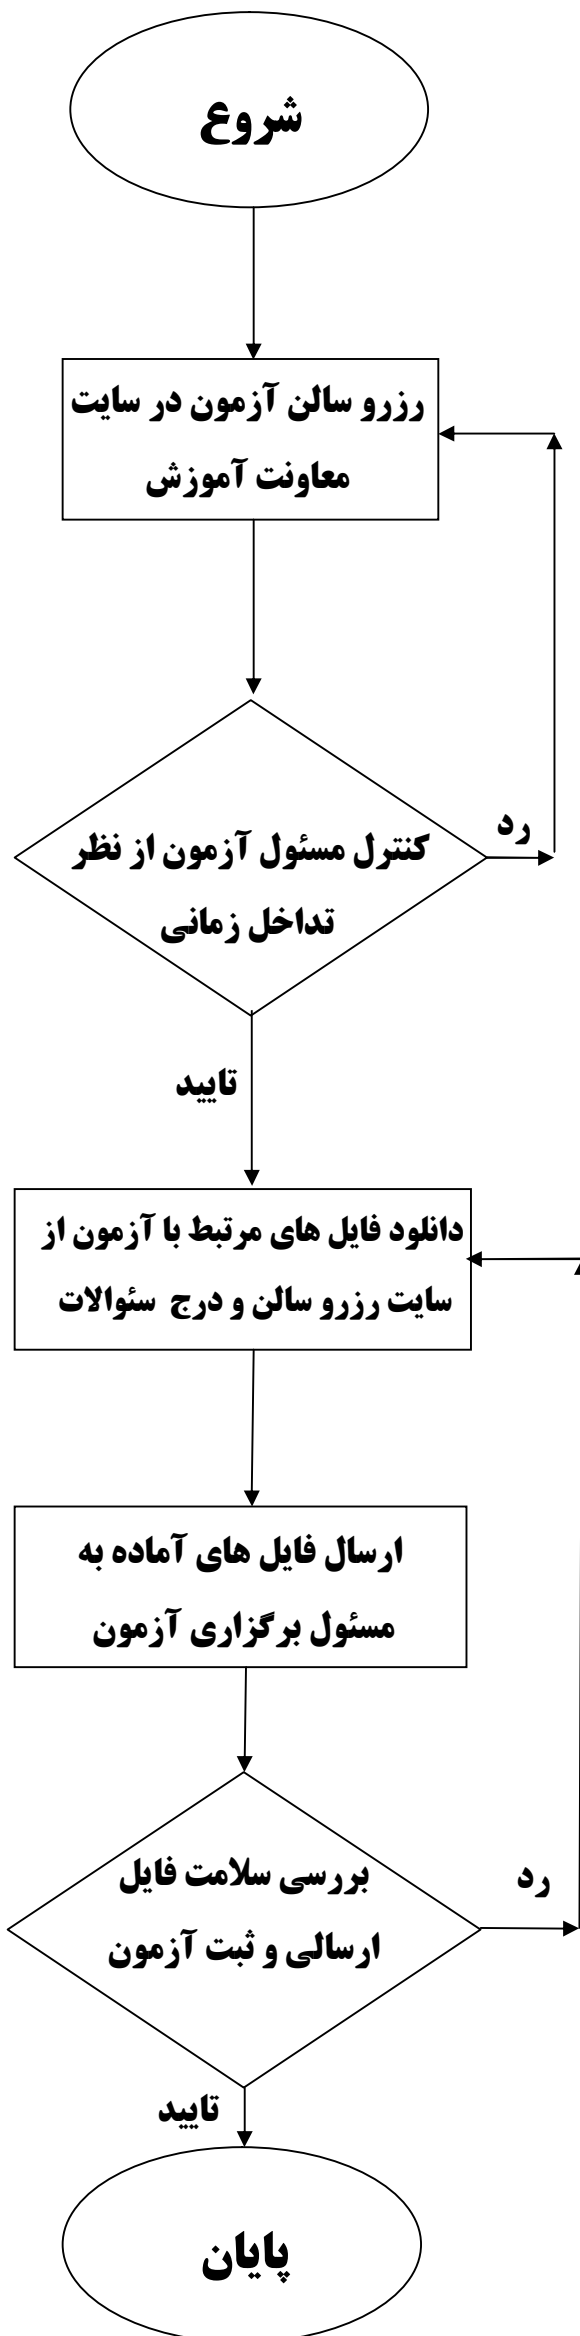 شروع
رزرو سالن آزمون در سایت
معاونت آموزش
رد
کنترل مسئول آزمون از نظر
تداخل زمانی
تایید
دانلود فایل های مرتبط با آزمون از
سایت رزرو سالن و درج سئوالات
ارسال فایل های آماده به
مسئول برگزاری آزمون
بررسی سلامت فایل
رد
ارسالی و ثبت آزمون
تایید
پایان